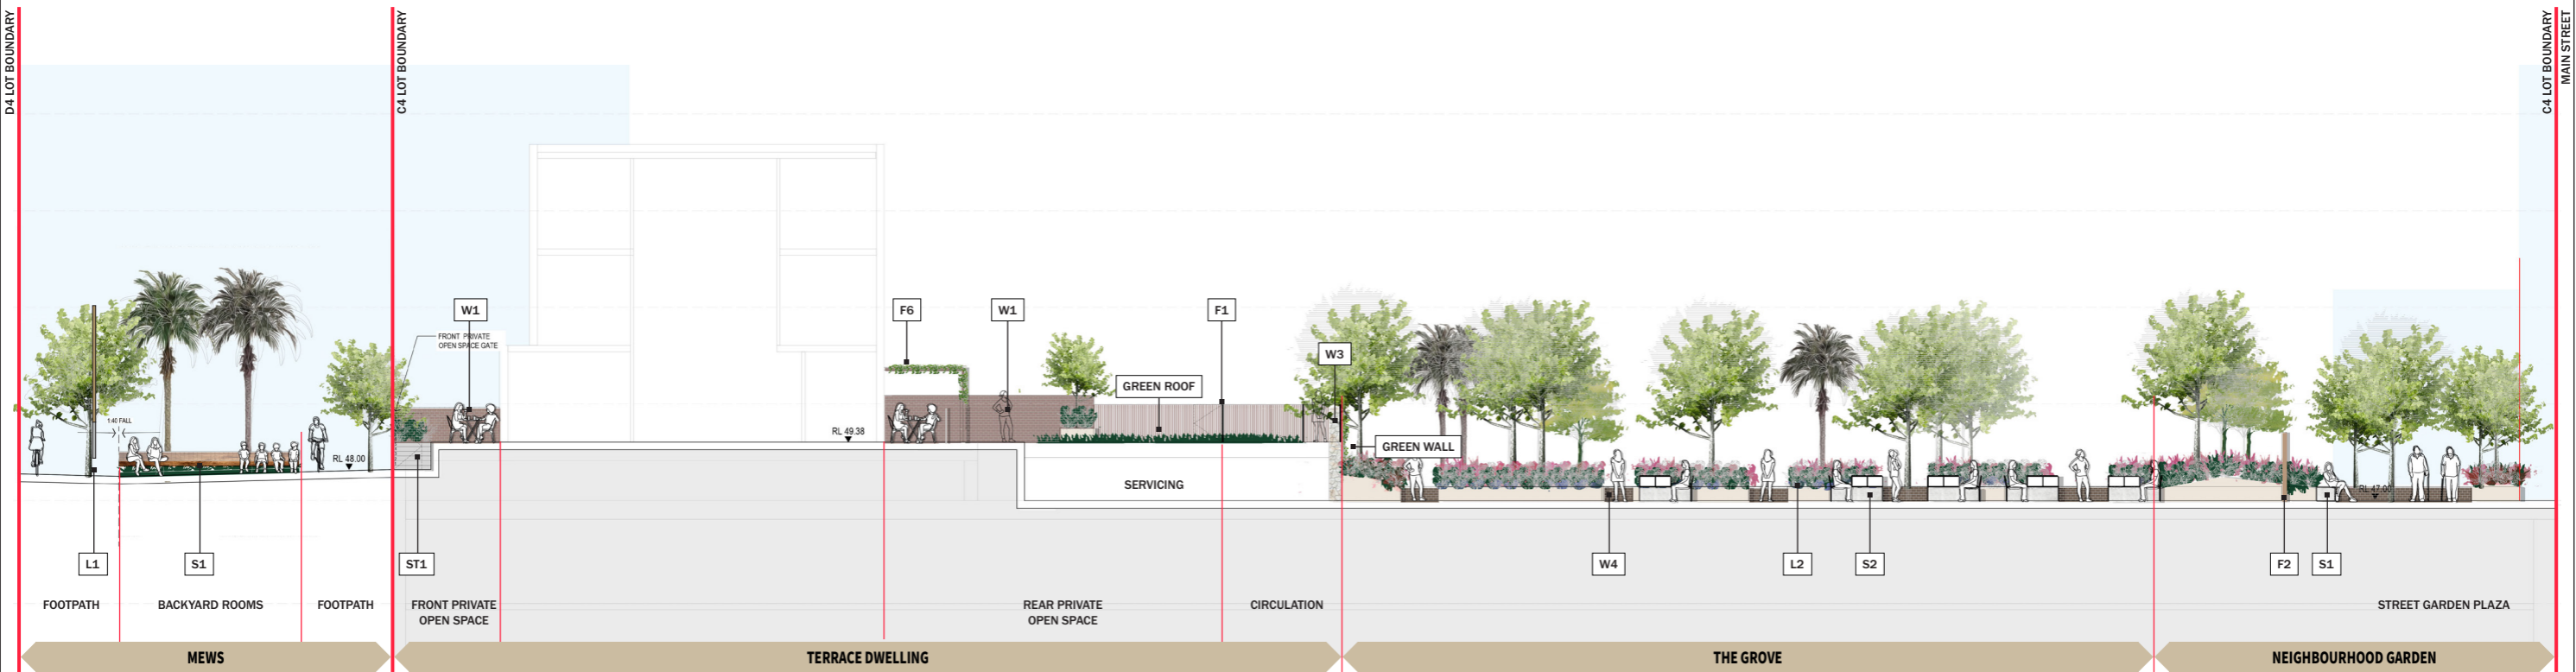 D4 LOT BOUNDARY
C4 LOT BOUNDARY
C4 LOT BOUNDARY
MAIN STREET
W1
F6
W1
F1
FRONT PRIVATE
OPEN SPACE GATE
W3
GREEN ROOF
1:40 FALL
RL 49.38
GREEN WALL
RL 48.00
SERVICING
RL 47.00
L1
S1
ST1
W4
L2
S2
F2
S1
FOOTPATH
BACKYARD ROOMS
FOOTPATH
FRONT PRIVATE
OPEN SPACE
REAR PRIVATE
OPEN SPACE
CIRCULATION
STREET GARDEN PLAZA
MEWS
TERRACE DWELLING
THE GROVE
NEIGHBOURHOOD GARDEN